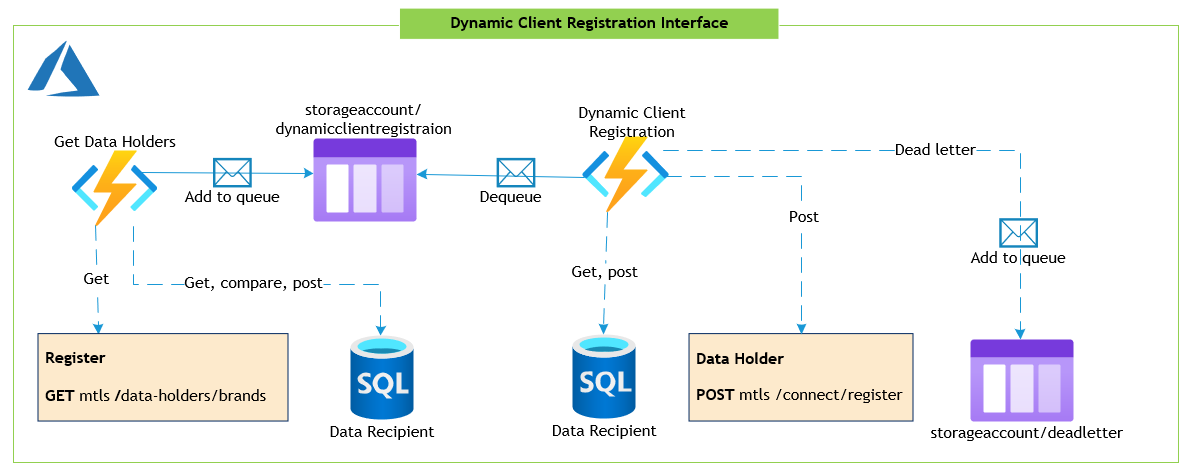 Dynamic Client Registration Interface
storageaccount/
dynamicclientregistraion
Dynamic Client
Registration
Get Data Holders
Dead letter
Add to queue
Dequeue
Post
Add to queue
Get
Get, compare, post
Get, post
Register
GET mtls /data-holders/brands
Data Holder
POST mtls /connect/register
SQL
SQL
Data Recipient
Data Recipient
storageaccount/deadletter